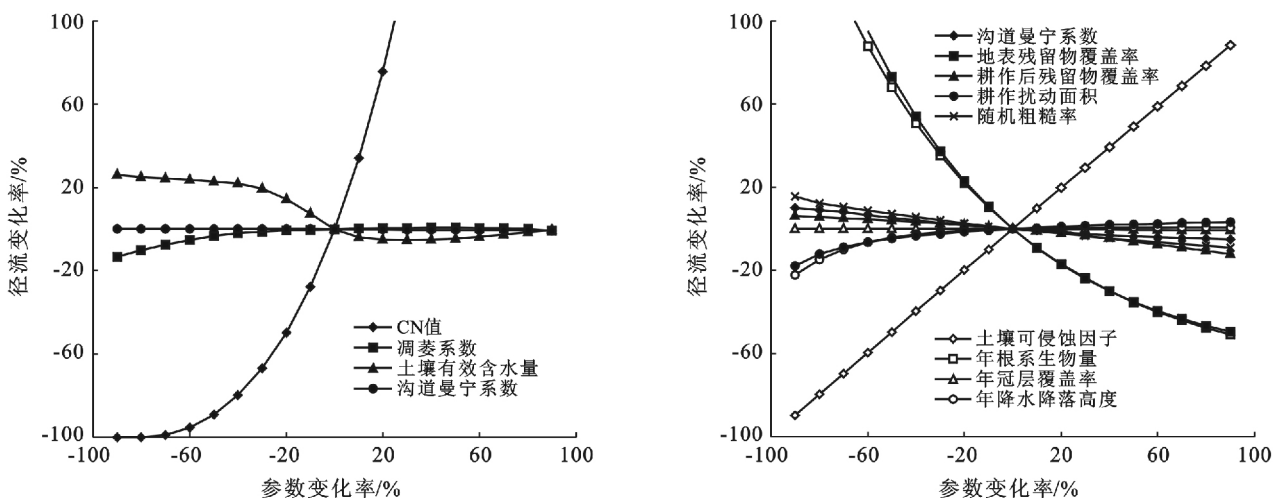 100
60
20
-20
-60
-100
-100
-60
-20
20
60
100
径流变化率/%
参数变化率/%
CN值
凋萎系数
土壤有效含水量
沟道曼宁系数
100
60
20
-20
-60
-100
-100
-60
-20
20
60
100
径流变化率/%
参数变化率/%
沟道曼宁系数
地表残留物覆盖率
耕作后残留物覆盖率
耕作扰动面积
随机粗糙率
土壤可侵蚀因子
年根系生物量
年冠层覆盖率
年降水降落高度